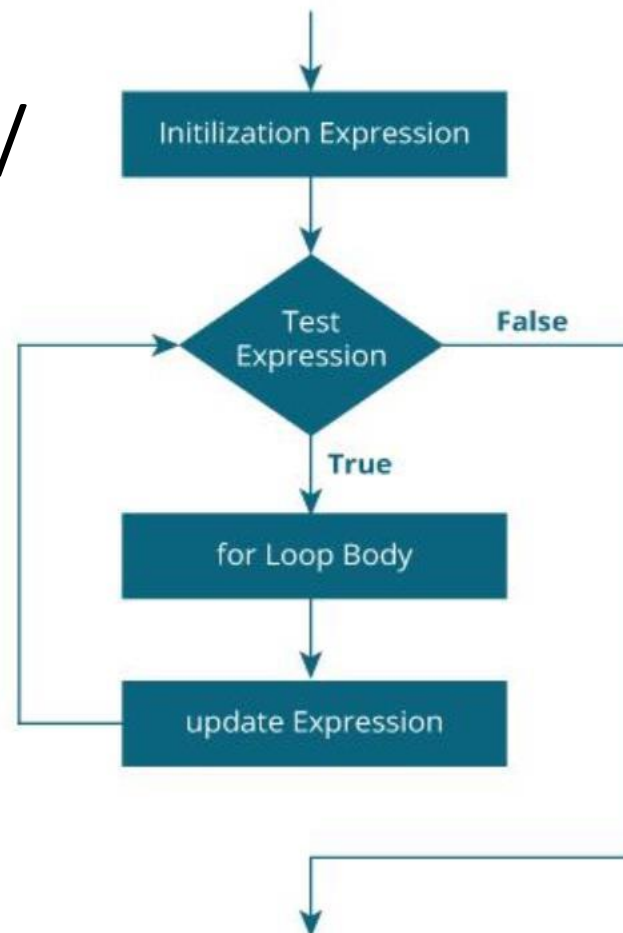 /
Initilization Expression
Test
Expression
False
True
for Loop Body
update Expression